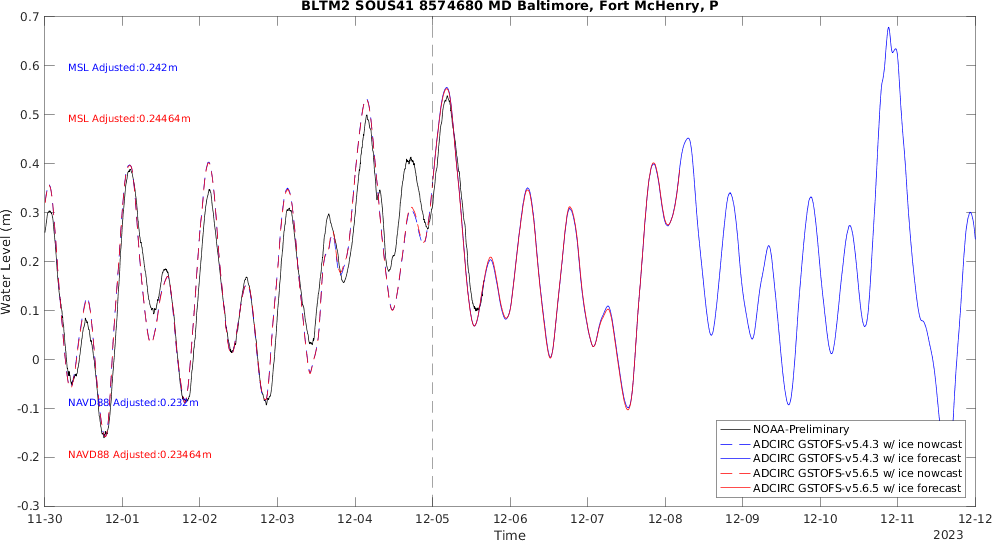 BLTM2 SOUS41 8574680 MD Baltimore, Fort McHenry, P
0.7
0.6
0.5
0.4
0.3
0.2
0.1
0
-0.1
-0.2
-0.3
Water Level (m)
MSL Adjusted:0.242m
MSL Adjusted:0.24464m
NAVD88 Adjusted:0.232m
NAVD88 Adjusted:0.23464m
NOAA-Preliminary
ADCIRC GSTOFS-v5.4.3 w/ ice nowcast
ADCIRC GSTOFS-v5.4.3 w/ ice forecast
ADCIRC GSTOFS-v5.6.5 w/ ice nowcast
ADCIRC GSTOFS-v5.6.5 w/ ice forecast
11-30 12-01 12-02 12-03 12-04 12-05 12-06 12-07 12-08 12-09 12-10 12-11 12-12
Time
2023